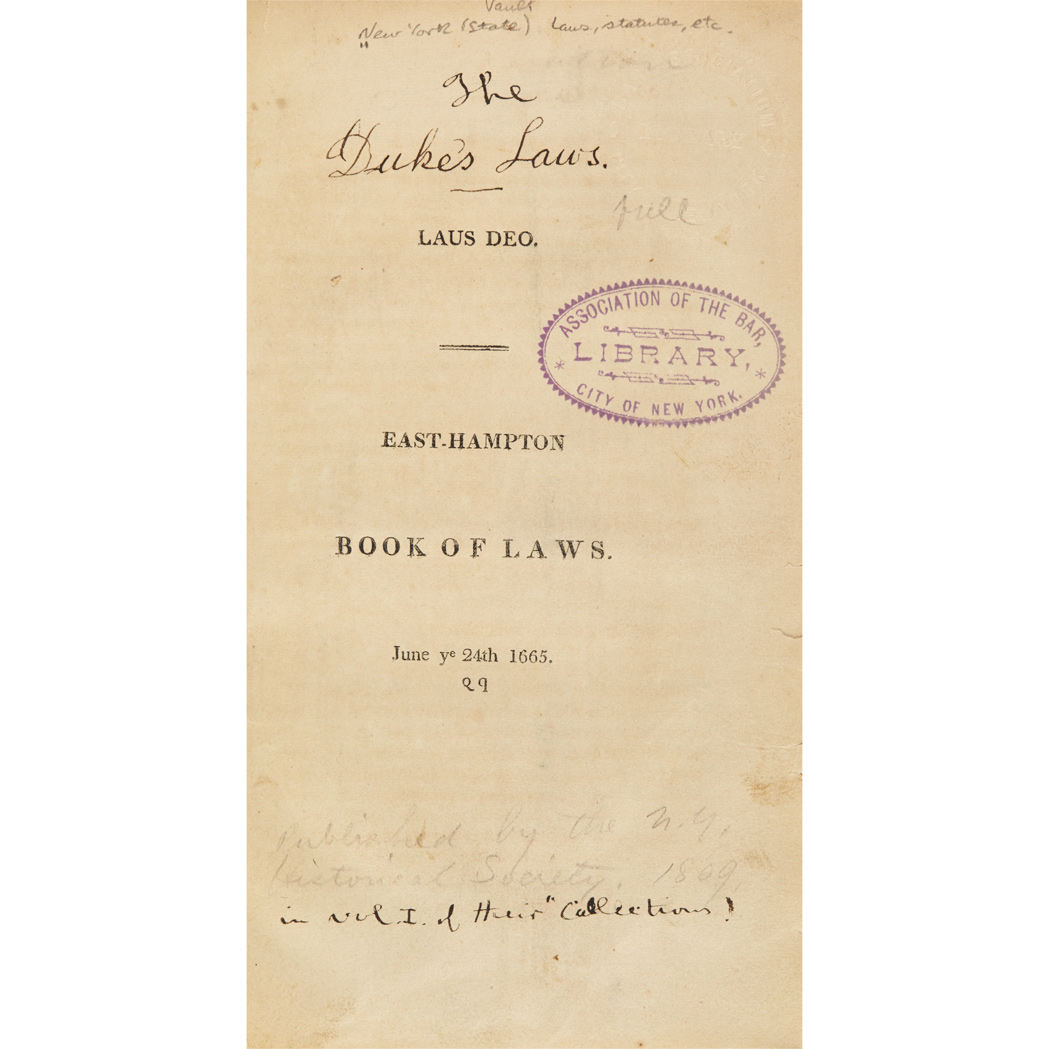 Vault
"New York (State) Laws, statutes, etc.
The
Duke's Laws.
full
LAUS DEO.
ASSOCIATION OF THE BAR,
LIBRARY,
CITY OF NEW YORK.
EAST-HAMPTON
BOOK OF LAWS.
June yᵉ 24th 1665.
29
Published by the N.Y.
Historical Society, 1809,
in vol I. of their "Collections!